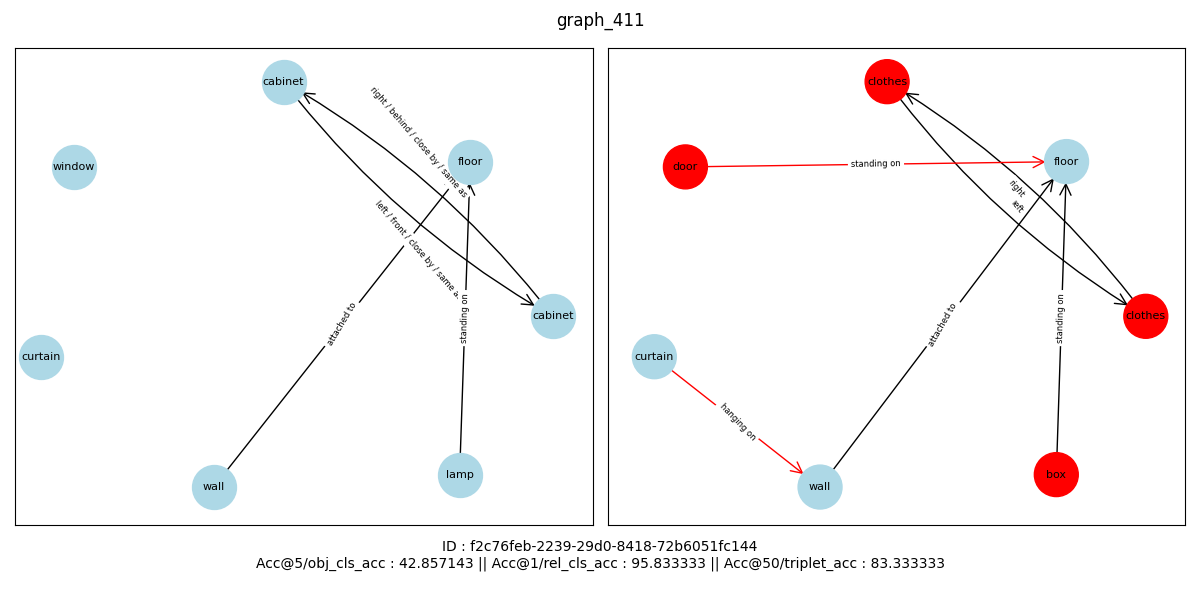 graph_411
cabinet
right / behind / close by / same as
window
floor
left / front / close by / same as
cabinet
standing on
attached to
curtain
wall
lamp
clothes
door
standing on
floor
right
left
clothes
standing on
attached to
curtain
hanging on
wall
box
ID : f2c76feb-2239-29d0-8418-72b6051fc144
Acc@5/obj_cls_acc : 42.857143 || Acc@1/rel_cls_acc : 95.833333 || Acc@50/triplet_acc : 83.333333